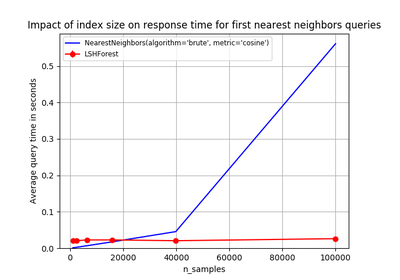 Impact of index size on response time for first nearest neighbors queries
NearestNeighbors(algorithm='brute', metric='cosine')
LSHForest
Average query time in seconds
0.5
0.4
0.3
0.2
0.1
0.0
0 20000 40000 60000 80000 100000
n_samples